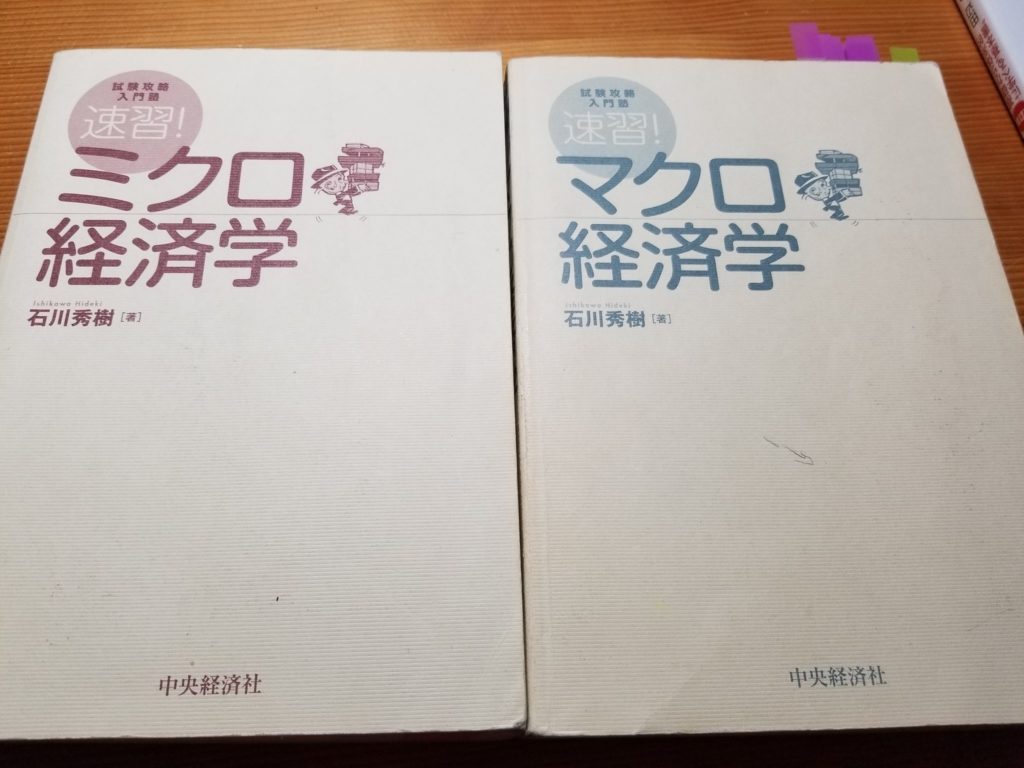 試験攻略
入門塾
速習!
ミクロ
経済学
Ishikawa Hideki
石川秀樹[著]
中央経済社
試験攻略
入門塾
速習!
マクロ
経済学
Ishikawa Hideki
石川秀樹[著]
中央経済社